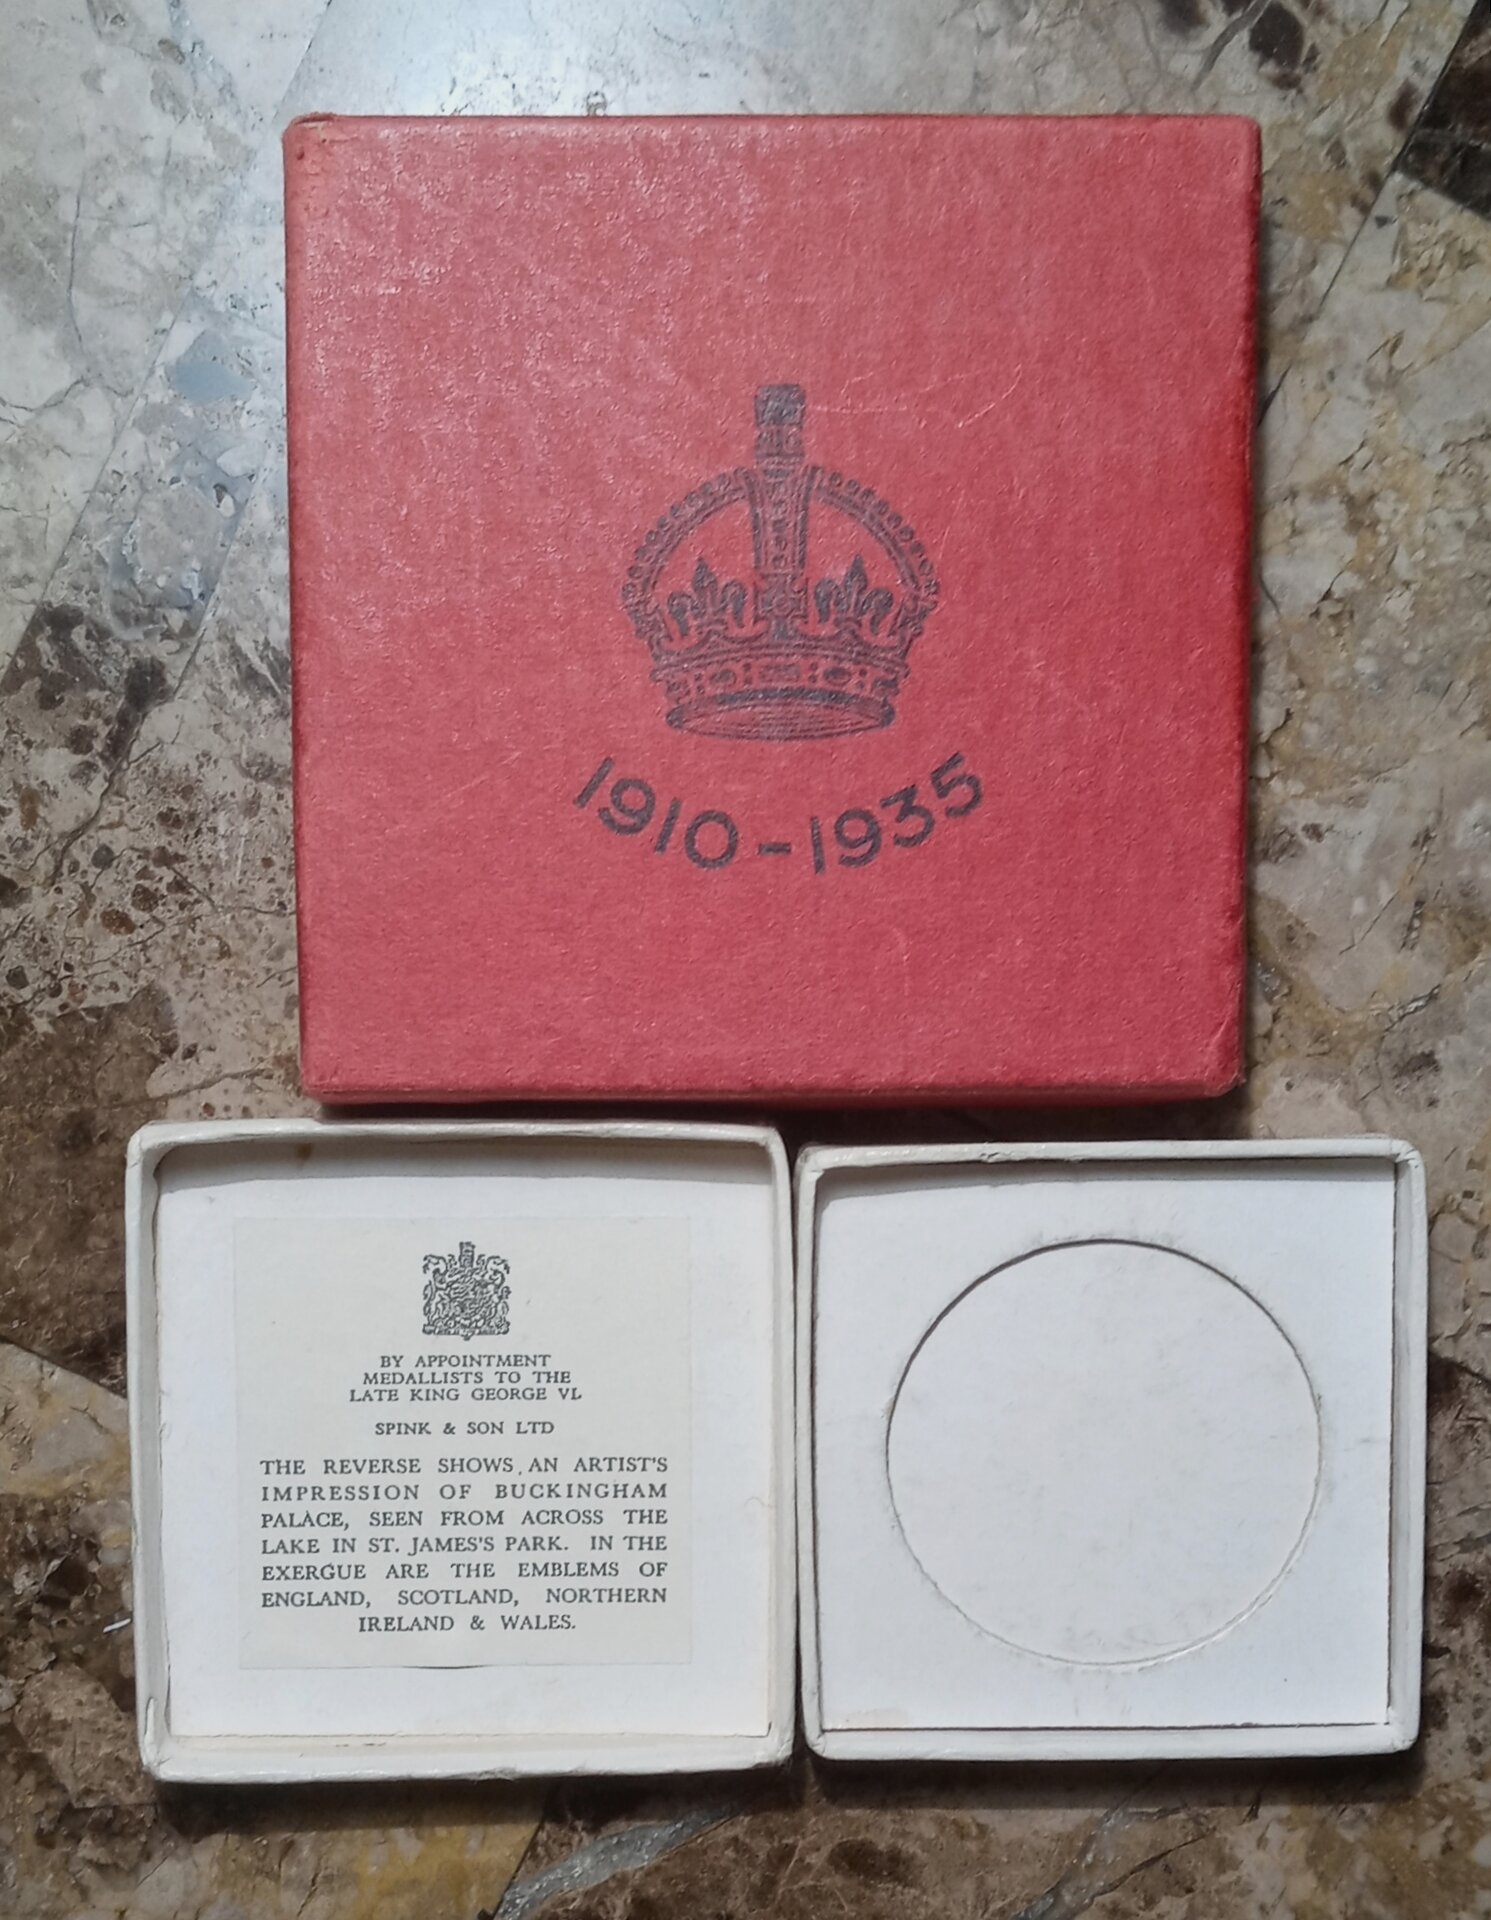 1910-1935
BY APPOINTMENT
MEDALLISTS TO THE
LATE KING GEORGE VI.
SPINK & SON LTD
THE REVERSE SHOWS AN ARTIST'S
IMPRESSION OF BUCKINGHAM
PALACE, SEEN FROM ACROSS THE
LAKE IN ST. JAMES'S PARK. IN THE
EXERGUE ARE THE EMBLEMS OF
ENGLAND, SCOTLAND, NORTHERN
IRELAND & WALES.